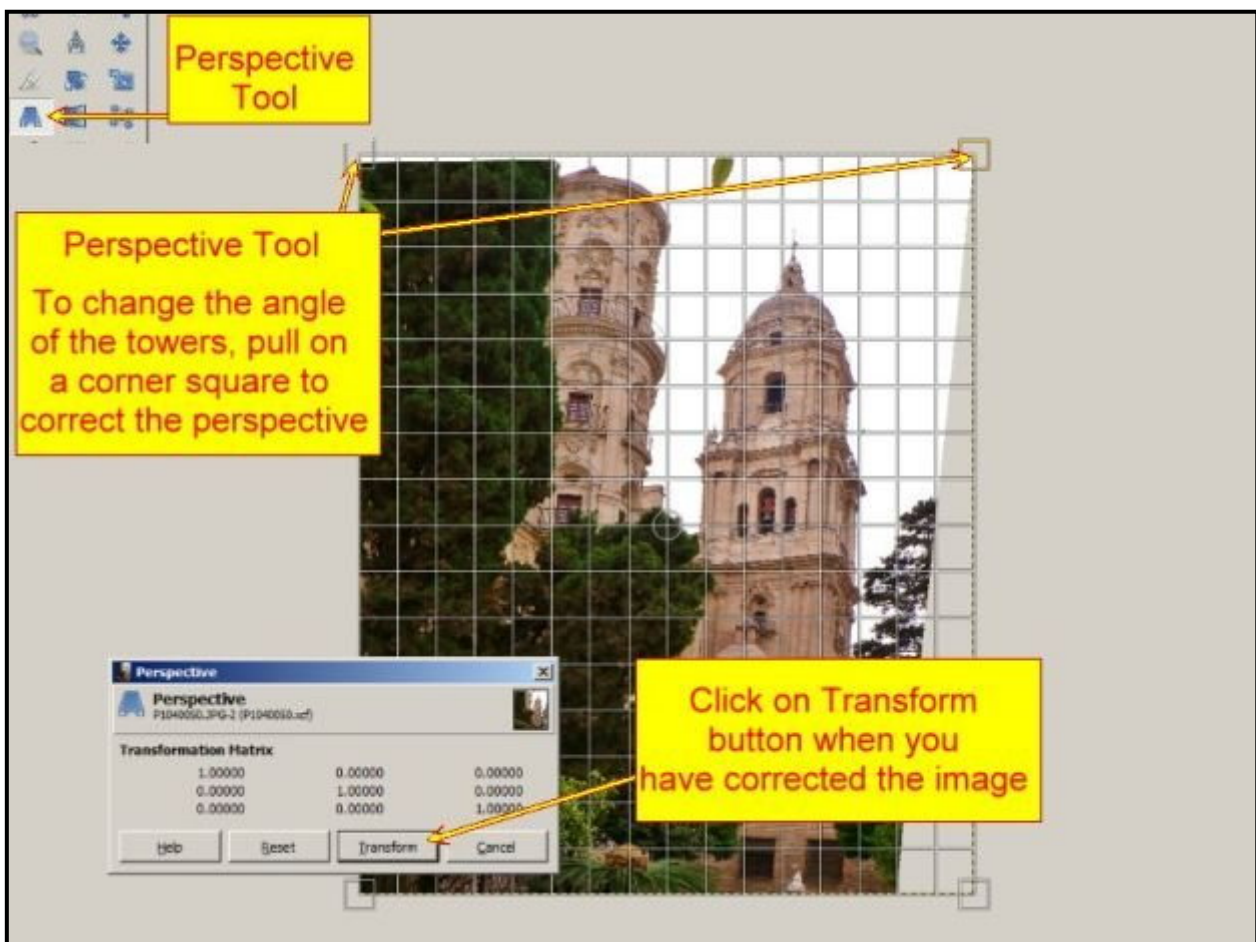 Perspective
Tool
Perspective Tool
To change the angle
of the towers, pull on
a corner square to
correct the perspective
Perspective
Perspective
P1040050.JPG-2 (P1040050.xcf)
Transformation Matrix
1.00000 0.00000 0.00000
0.00000 1.00000 0.00000
0.00000 0.00000 1.00000
Help Reset Transform Cancel
Click on Transform
button when you
have corrected the image